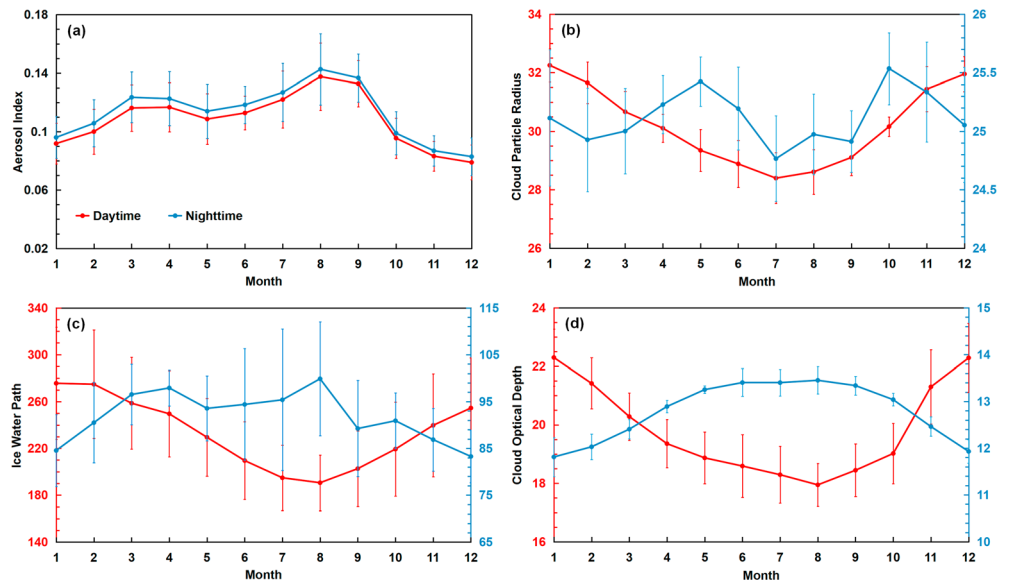 (a)
Aerosol Index
0.18
0.14
0.1
0.06
0.02
Daytime
Nighttime
1 2 3 4 5 6 7 8 9 10 11 12
Month
(b)
Cloud Particle Radius
34
32
30
28
26
26
25.5
25
24.5
24
1 2 3 4 5 6 7 8 9 10 11 12
Month
(c)
Ice Water Path
340
300
260
220
180
140
115
105
95
85
75
65
1 2 3 4 5 6 7 8 9 10 11 12
Month
(d)
Cloud Optical Depth
24
22
20
18
16
15
14
13
12
11
10
1 2 3 4 5 6 7 8 9 10 11 12
Month